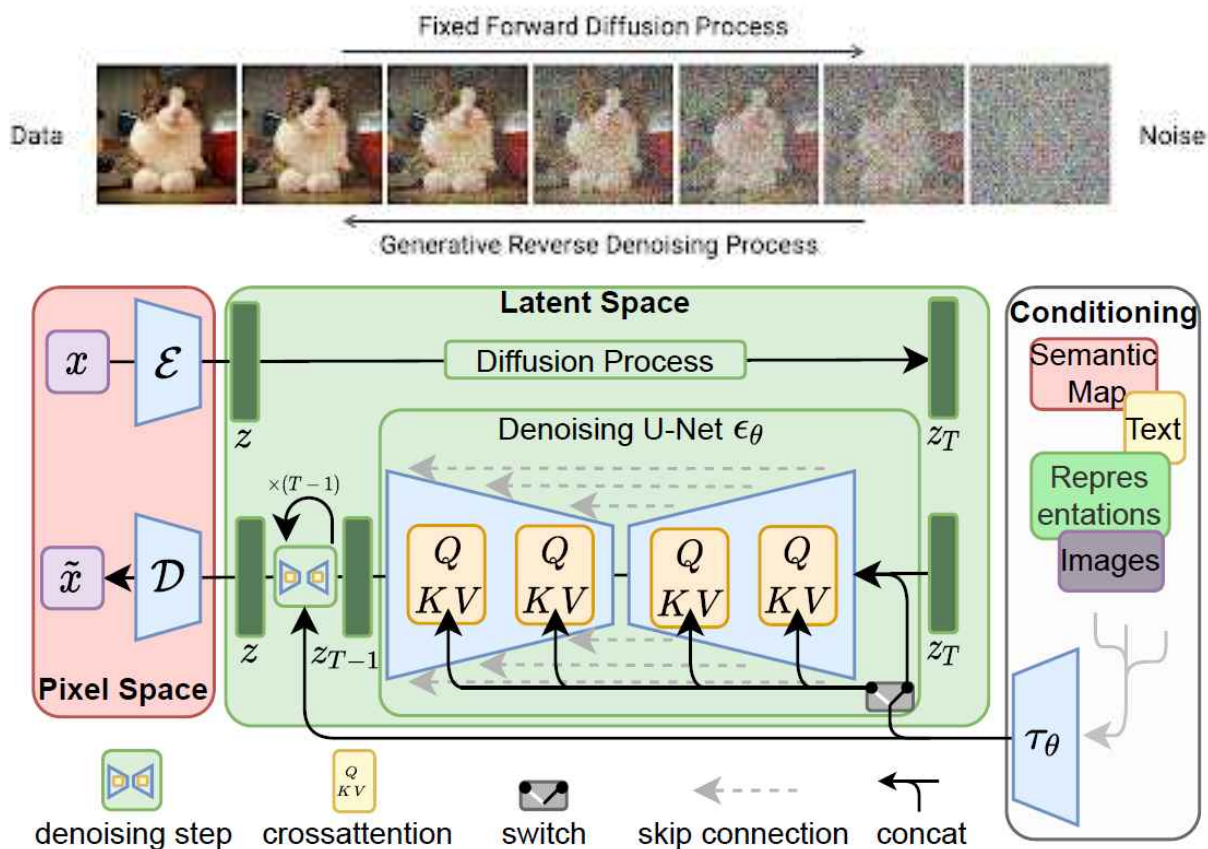 Fixed Forward Diffusion Process
Data
Noise
Generative Reverse Denoising Process
Latent Space
Conditioning
x
ℰ
Diffusion Process
Semantic
Map
z
Denoising U-Net ϵ_θ
z_T
Text
×(T − 1)
Repres
entations
x̃
𝒟
Q
KV
Q
KV
Q
KV
Q
KV
Images
z
z_{T−1}
z_T
Pixel Space
τ_θ
Q
KV
denoising step
crossattention
switch
skip connection
concat